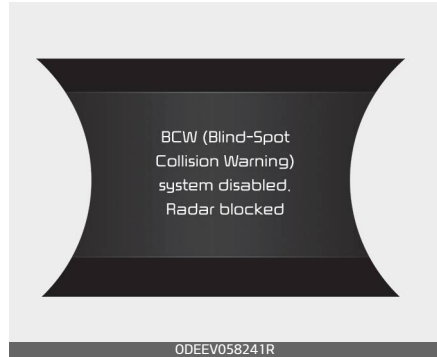 BCW (Blind-Spot
Collision Warning)
system disabled.
Radar blocked
ODEEV058241R